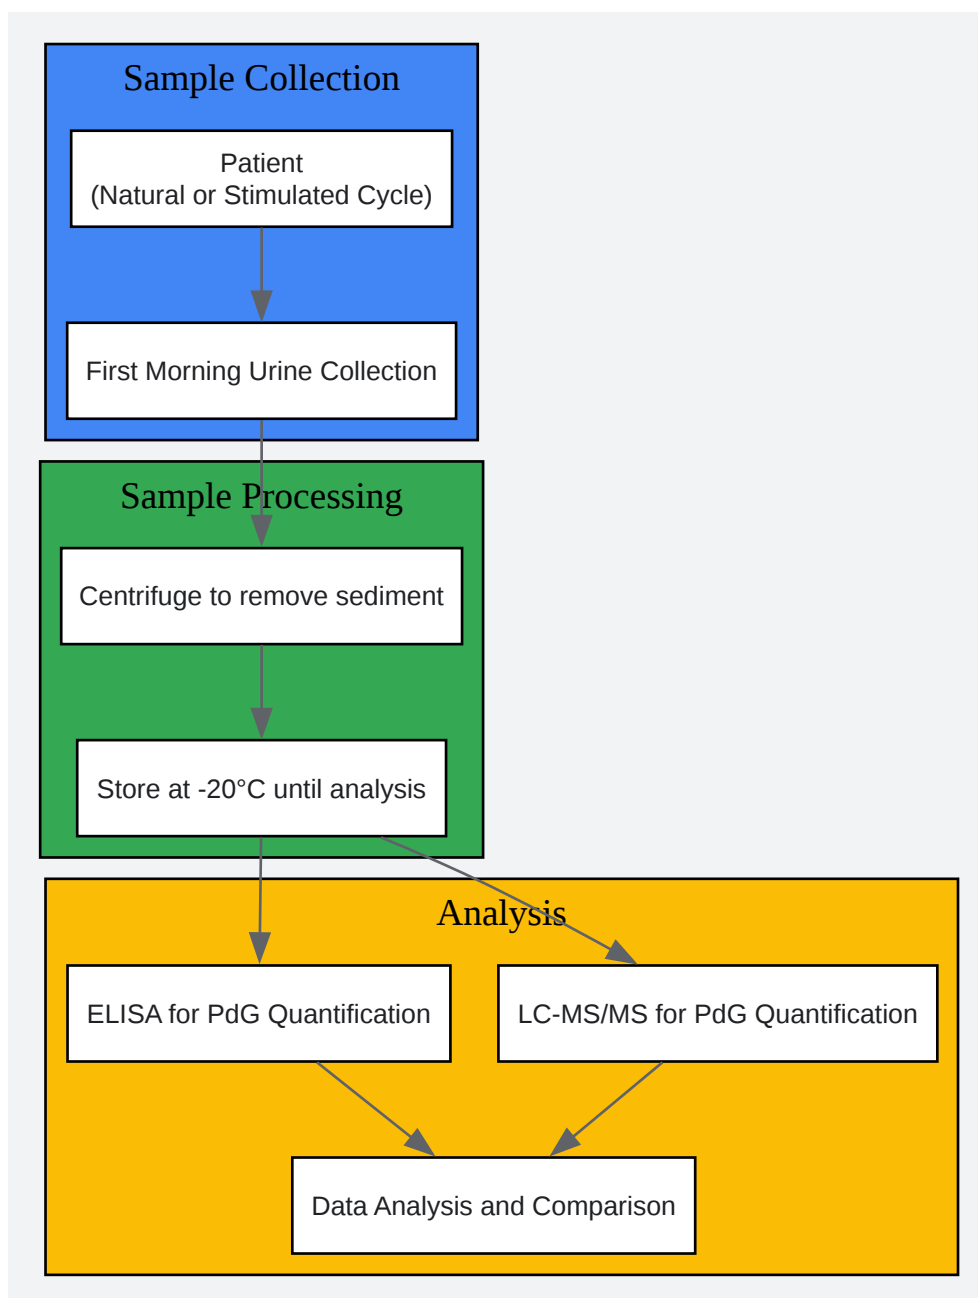 Sample Collection
Patient
(Natural or Stimulated Cycle)
First Morning Urine Collection
Sample Processing
Centrifuge to remove sediment
Store at -20°C until analysis
Analysis
ELISA for PdG Quantification
LC-MS/MS for PdG Quantification
Data Analysis and Comparison